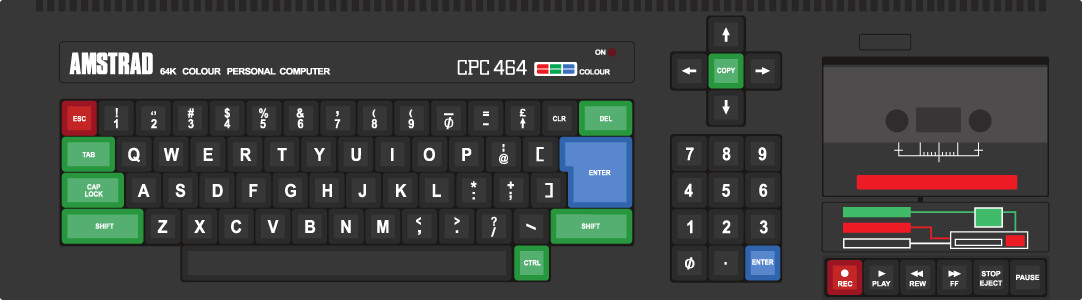 AMSTRAD 64K COLOUR PERSONAL COMPUTER CPC 464 ON COLOUR
ESC ! 1 " 2 # 3 $ 4 % 5 & 6 ' 7 ( 8 ( 9 _ 0 = - £ ↑ CLR DEL
TAB Q W E R T Y U I O P ¦ @ [ ENTER
CAP LOCK A S D F G H J K L * : + ; ]
SHIFT Z X C V B N M < , > . ? / \ SHIFT
CTRL
↑
← COPY →
↓
7 8 9
4 5 6
1 2 3
0 . ENTER
REC PLAY REW FF STOP EJECT PAUSE